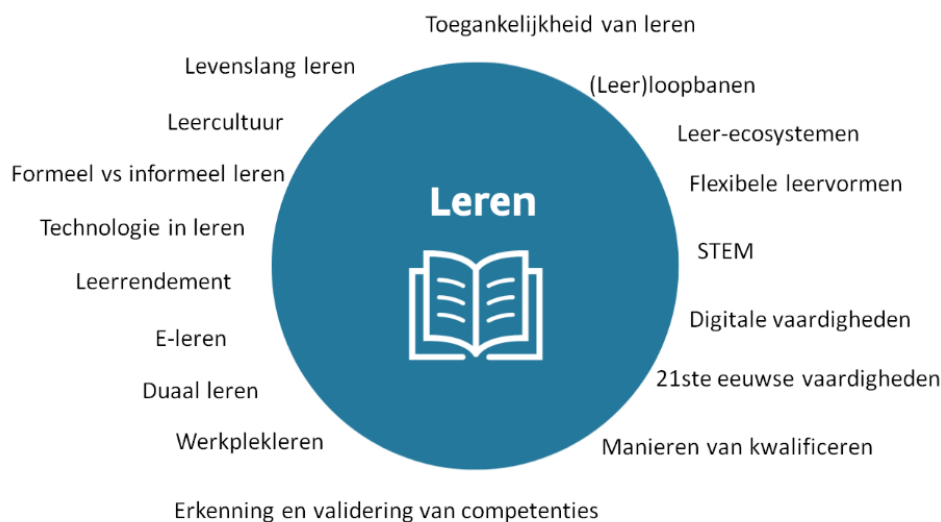 Toegankelijkheid van leren
Levenslang leren
(Leer)loopbanen
Leercultuur
Leer-ecosystemen
Formeel vs informeel leren
Flexibele leervormen
Leren
Technologie in leren
STEM
Leerrendement
Digitale vaardigheden
E-leren
21ste eeuwse vaardigheden
Duaal leren
Werkplekleren
Manieren van kwalificeren
Erkenning en validering van competenties